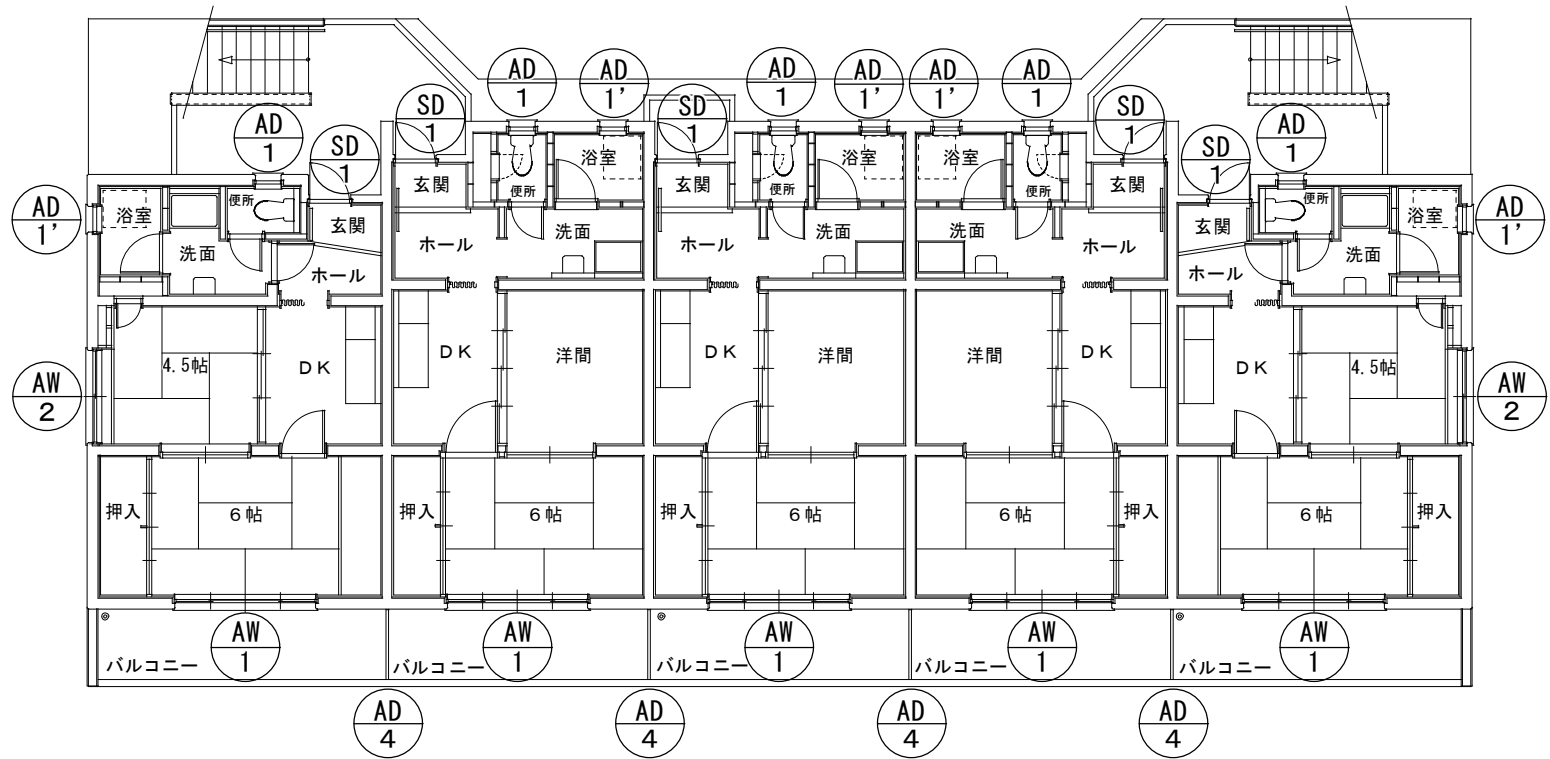 AD
1
AD
1'
AD
1
AD
1'
AD
1'
AD
1
SD
1
SD
1
SD
1
AD
1
SD
1
SD
1
AD
1
AD
1'
浴室
便所
玄関
洗面
ホール
玄関
便所
浴室
ホール
洗面
玄関
便所
浴室
ホール
洗面
浴室
便所
玄関
洗面
ホール
玄関
便所
浴室
ホール
洗面
AD
1'
AW
2
4.5帖
DK
DK
洋間
DK
洋間
洋間
DK
DK
4.5帖
AW
2
押入
6帖
押入
6帖
押入
6帖
6帖
押入
6帖
押入
バルコニー
AW
1
バルコニー
AW
1
バルコニー
AW
1
バルコニー
AW
1
バルコニー
AW
1
AD
4
AD
4
AD
4
AD
4